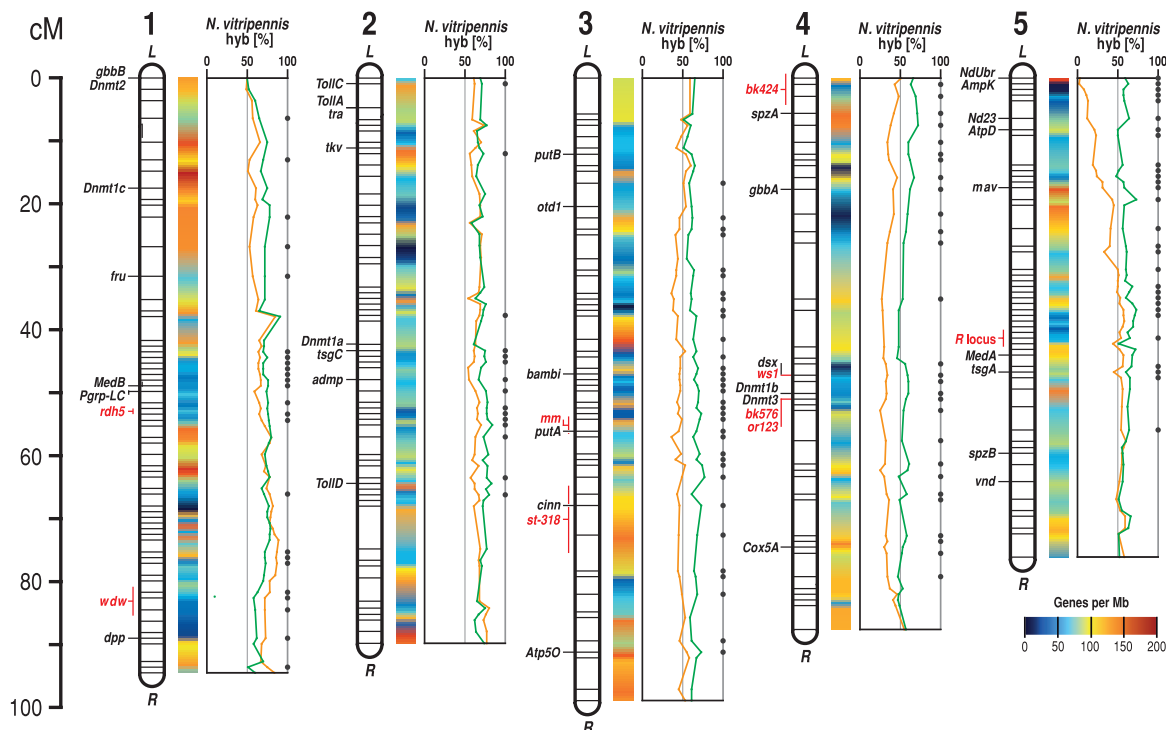 cM
0
20
40
60
80
100
1
L
N. vitripennis
hyb [%]
0 50 100
gbbB
Dnmt2
Dnmt1c
fru
MedB
Pgrp-LC
rdh5
wdw
dpp
R
2
L
N. vitripennis
hyb [%]
0 50 100
TollC
TollA
tra
tkv
Dnmt1a
tsgC
admp
TollD
R
3
L
N. vitripennis
hyb [%]
0 50 100
putB
otd1
bambi
mm
putA
cinn
st-318
Atp5O
R
4
L
N. vitripennis
hyb [%]
0 50 100
bk424
spzA
gbbA
dsx
ws1
Dnmt1b
Dnmt3
bk576
or123
Cox5A
R
5
L
N. vitripennis
hyb [%]
0 50 100
NdUbr
AmpK
Nd23
AtpD
mav
R locus
MedA
tsgA
spzB
vnd
R
Genes per Mb
0 50 100 150 200